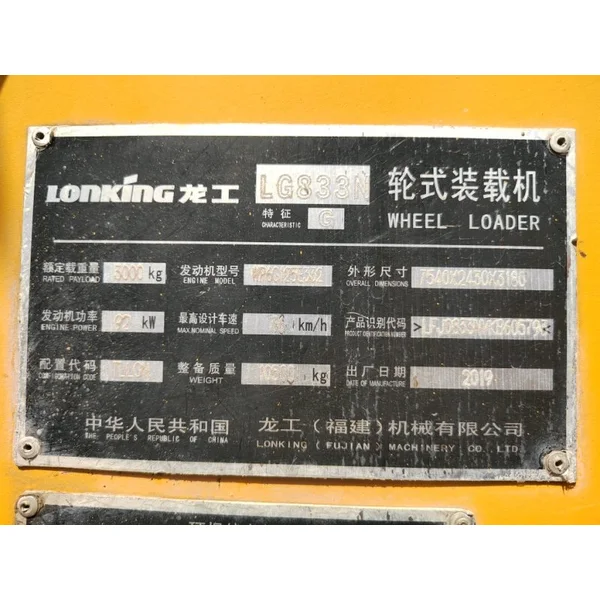 LONKING 龙工 LG833N 轮式装载机
特征 G WHEEL LOADER
CHARACTERISTIC
额定载重量 3000 kg 发动机型号 外形尺寸 7540X2430X3180
RATED PAYLOAD ENGINE MODEL OVERALL DIMENSIONS
发动机功率 92 kW 最高设计车速 km/h 产品识别代码
ENGINE POWER MAX.NOMINAL SPEED PRODUCT IDENTIFICATION CODE
配置代码 整备质量 kg 出厂日期 2019
CONFIGURATION CODE WEIGHT DATE OF MANUFACTURE
中华人民共和国 龙工（福建）机械有限公司
THE PEOPLE'S REPUBLIC OF CHINA LONKING ( FUJIAN ) MACHINERY CO., LTD.